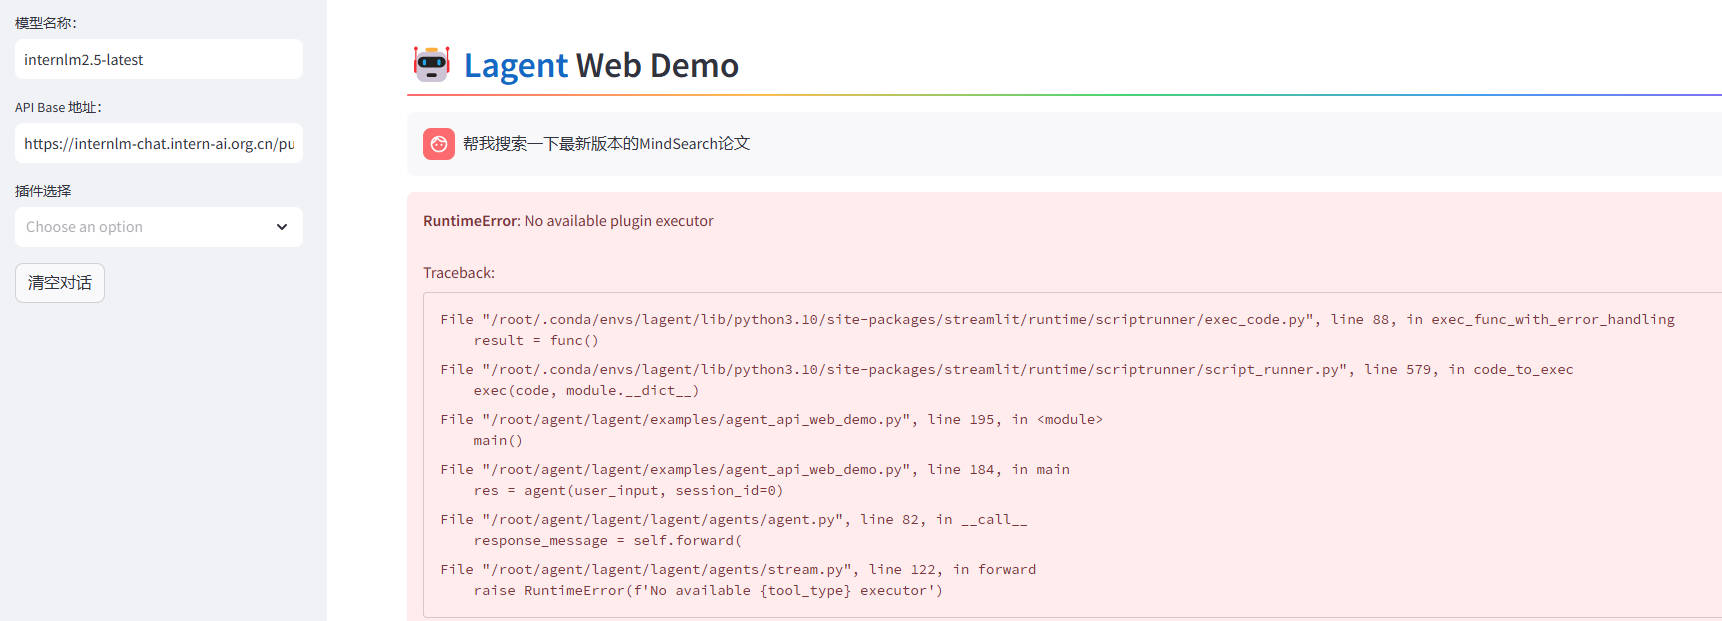 模型名称：
internlm2.5-latest
API Base 地址：
https://internlm-chat.intern-ai.org.cn/pu
插件选择
Choose an option
清空对话
Lagent Web Demo
帮我搜索一下最新版本的MindSearch论文
RuntimeError: No available plugin executor
Traceback:
File "/root/.conda/envs/lagent/lib/python3.10/site-packages/streamlit/runtime/scriptrunner/exec_code.py", line 88, in exec_func_with_error_handling
result = func()
File "/root/.conda/envs/lagent/lib/python3.10/site-packages/streamlit/runtime/scriptrunner/script_runner.py", line 579, in code_to_exec
exec(code, module.__dict__)
File "/root/agent/lagent/examples/agent_api_web_demo.py", line 195, in <module>
main()
File "/root/agent/lagent/examples/agent_api_web_demo.py", line 184, in main
res = agent(user_input, session_id=0)
File "/root/agent/lagent/lagent/agents/agent.py", line 82, in __call__
response_message = self.forward(
File "/root/agent/lagent/lagent/agents/stream.py", line 122, in forward
raise RuntimeError(f'No available {tool_type} executor')